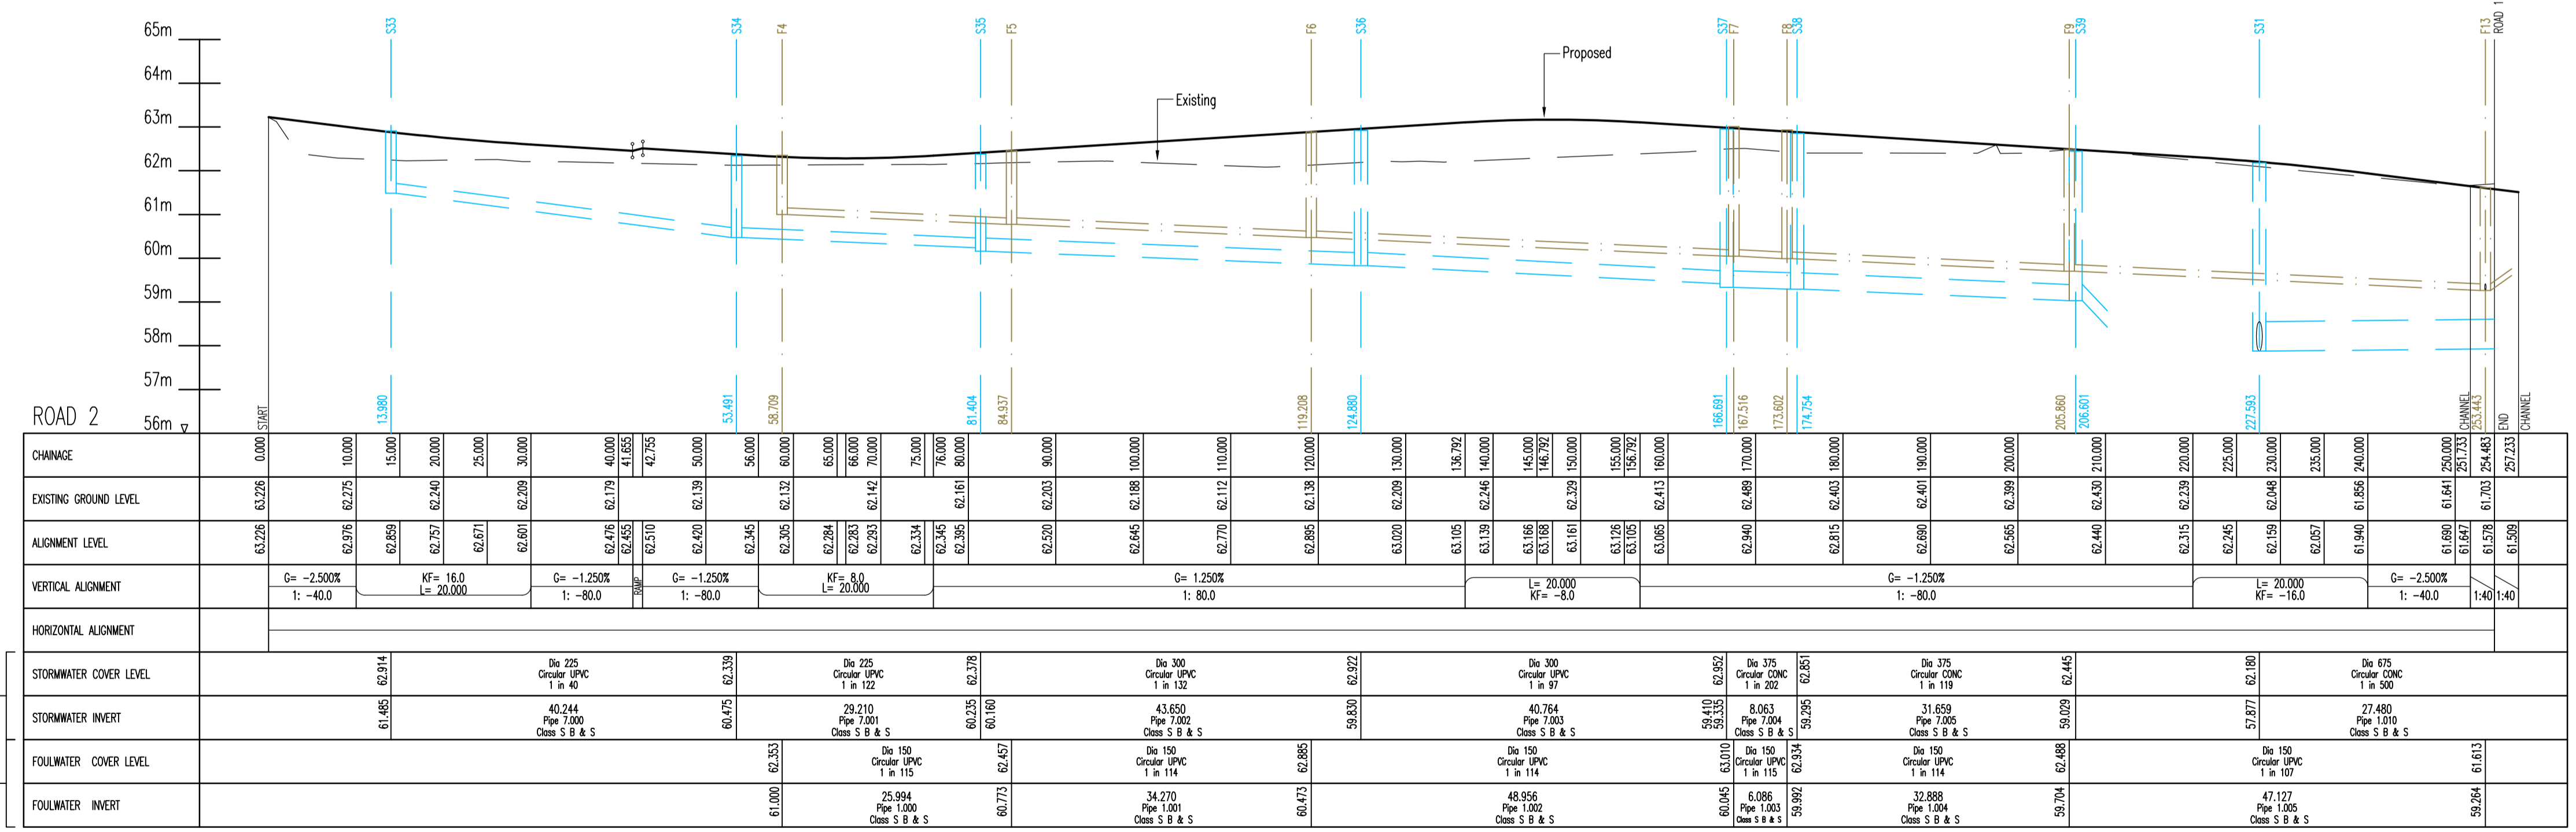 65m
64m
63m
62m
61m
60m
59m
58m
57m
56m
S33
S34
F4
S35
F5
F6
S36
S37
F7
F8
S38
F9
S39
S31
F13
ROAD 1
Proposed
Existing
ROAD 2
START
13.980
53.491
58.709
81.404
84.937
119.208
124.880
166.691
167.516
173.602
174.754
205.860
206.601
227.593
CHANNEL
253.443
END
CHANNEL
CHAINAGE
0.000
10.000
15.000
20.000
25.000
30.000
40.000
41.655
42.755
50.000
56.000
60.000
65.000
66.000
70.000
75.000
76.000
80.000
90.000
100.000
110.000
120.000
130.000
136.792
140.000
145.000
146.792
150.000
155.000
156.792
160.000
170.000
180.000
190.000
200.000
210.000
220.000
225.000
230.000
235.000
240.000
250.000
251.733
254.483
257.233
EXISTING GROUND LEVEL
63.226
62.275
62.240
62.209
62.179
62.139
62.132
62.142
62.161
62.203
62.188
62.112
62.138
62.209
62.246
62.329
62.413
62.489
62.403
62.401
62.399
62.430
62.239
62.048
61.856
61.641
61.703
ALIGNMENT LEVEL
63.226
62.976
62.859
62.757
62.671
62.601
62.476
62.455
62.510
62.420
62.345
62.305
62.284
62.283
62.293
62.334
62.345
62.395
62.520
62.645
62.770
62.895
63.020
63.105
63.139
63.166
63.168
63.161
63.126
63.105
63.065
62.940
62.815
62.690
62.565
62.440
62.315
62.245
62.159
62.057
61.940
61.690
61.647
61.578
61.509
VERTICAL ALIGNMENT
G= -2.500%
1: -40.0
KF= 16.0
L= 20.000
G= -1.250%
1: -80.0
RAMP
G= -1.250%
1: -80.0
KF= 8.0
L= 20.000
G= 1.250%
1: 80.0
L= 20.000
KF= -8.0
G= -1.250%
1: -80.0
L= 20.000
KF= -16.0
G= -2.500%
1: -40.0
1:40
1:40
HORIZONTAL ALIGNMENT
STORMWATER COVER LEVEL
62.914
Dia 225
Circular UPVC
1 in 40
62.339
Dia 225
Circular UPVC
1 in 122
62.378
Dia 300
Circular UPVC
1 in 132
62.922
Dia 300
Circular UPVC
1 in 97
62.952
Dia 375
Circular CONC
1 in 202
62.851
Dia 375
Circular CONC
1 in 119
62.445
62.180
Dia 675
Circular CONC
1 in 500
STORMWATER INVERT
61.485
40.244
Pipe 7.000
Class S B & S
60.475
29.210
Pipe 7.001
Class S B & S
60.235
60.160
43.650
Pipe 7.002
Class S B & S
59.830
40.764
Pipe 7.003
Class S B & S
59.410
59.335
8.063
Pipe 7.004
Class S B & S
59.295
31.659
Pipe 7.005
Class S B & S
59.029
57.877
27.480
Pipe 1.010
Class S B & S
FOULWATER COVER LEVEL
62.353
Dia 150
Circular UPVC
1 in 115
62.457
Dia 150
Circular UPVC
1 in 114
62.885
Dia 150
Circular UPVC
1 in 114
63.010
Dia 150
Circular UPVC
1 in 115
62.934
Dia 150
Circular UPVC
1 in 114
62.488
Dia 150
Circular UPVC
1 in 107
61.613
FOULWATER INVERT
61.000
25.994
Pipe 1.000
Class S B & S
60.773
34.270
Pipe 1.001
Class S B & S
60.473
48.956
Pipe 1.002
Class S B & S
60.045
6.086
Pipe 1.003
Class S B & S
59.992
32.888
Pipe 1.004
Class S B & S
59.704
47.127
Pipe 1.005
Class S B & S
59.264